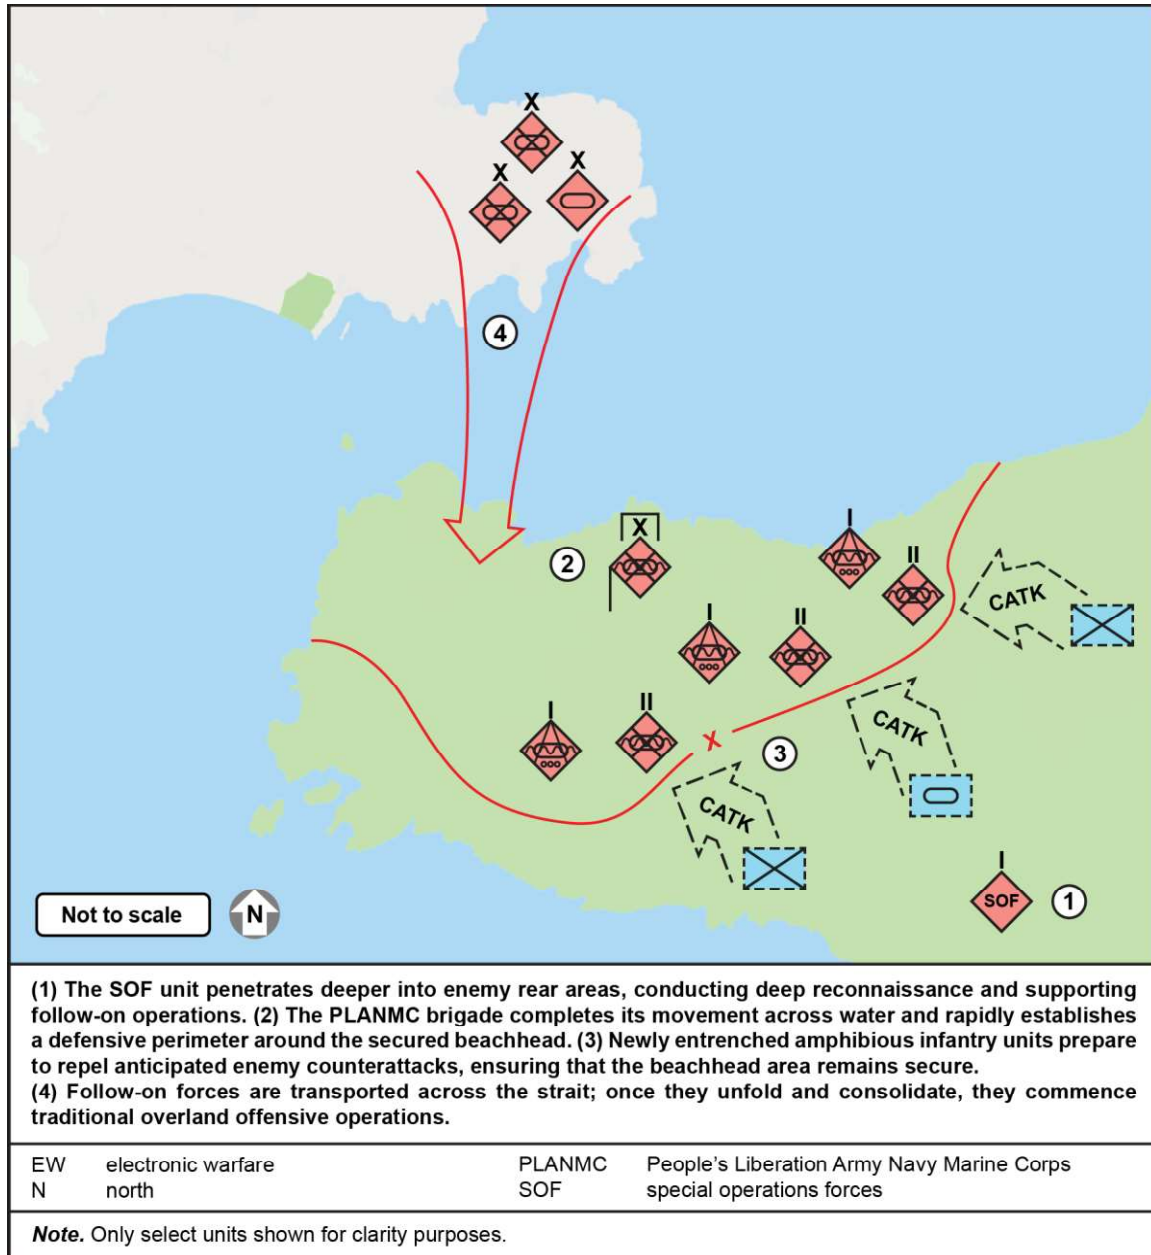 X
X
X
4
X
2
I
II
CATK
I
II
I
II
X
3
CATK
CATK
I
SOF
1
Not to scale
N
(1) The SOF unit penetrates deeper into enemy rear areas, conducting deep reconnaissance and supporting
follow-on operations. (2) The PLANMC brigade completes its movement across water and rapidly establishes
a defensive perimeter around the secured beachhead. (3) Newly entrenched amphibious infantry units prepare
to repel anticipated enemy counterattacks, ensuring that the beachhead area remains secure.
(4) Follow-on forces are transported across the strait; once they unfold and consolidate, they commence
traditional overland offensive operations.
EW electronic warfare PLANMC People's Liberation Army Navy Marine Corps
N north SOF special operations forces
Note. Only select units shown for clarity purposes.